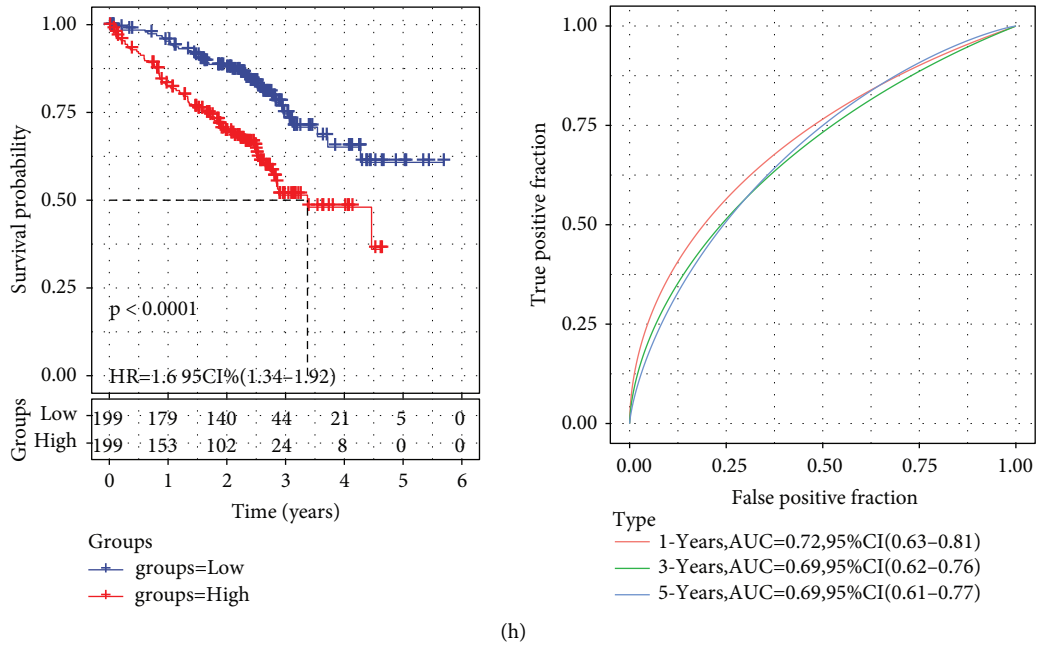 1.00
0.75
0.50
0.25
0.00
Survival probability
p < 0.0001
HR=1.6 95CI%(1.34–1.92)
Groups
Low 199 179 140 44 21 5 0
High 199 153 102 24 8 0 0
0 1 2 3 4 5 6
Time (years)
Groups
groups=Low
groups=High
1.00
0.75
0.50
0.25
0.00
True positive fraction
0.00 0.25 0.50 0.75 1.00
False positive fraction
Type
1-Years,AUC=0.72,95%CI(0.63–0.81)
3-Years,AUC=0.69,95%CI(0.62–0.76)
5-Years,AUC=0.69,95%CI(0.61–0.77)
(h)